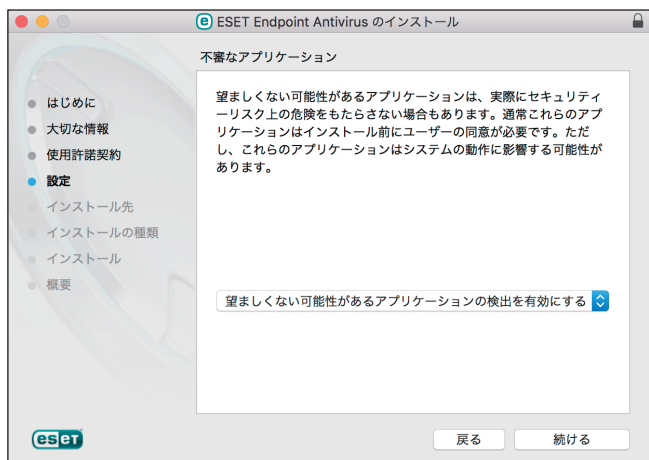 ESET Endpoint Antivirus のインストール
不審なアプリケーション
はじめに
大切な情報
使用許諾契約
設定
インストール先
インストールの種類
インストール
概要
望ましくない可能性があるアプリケーションは、実際にセキュリティ
ーリスク上の危険をもたらさない場合もあります。通常これらのアプ
リケーションはインストール前にユーザーの同意が必要です。ただ
し、これらのアプリケーションはシステムの動作に影響する可能性が
あります。
望ましくない可能性があるアプリケーションの検出を有効にする
eset
戻る
続ける